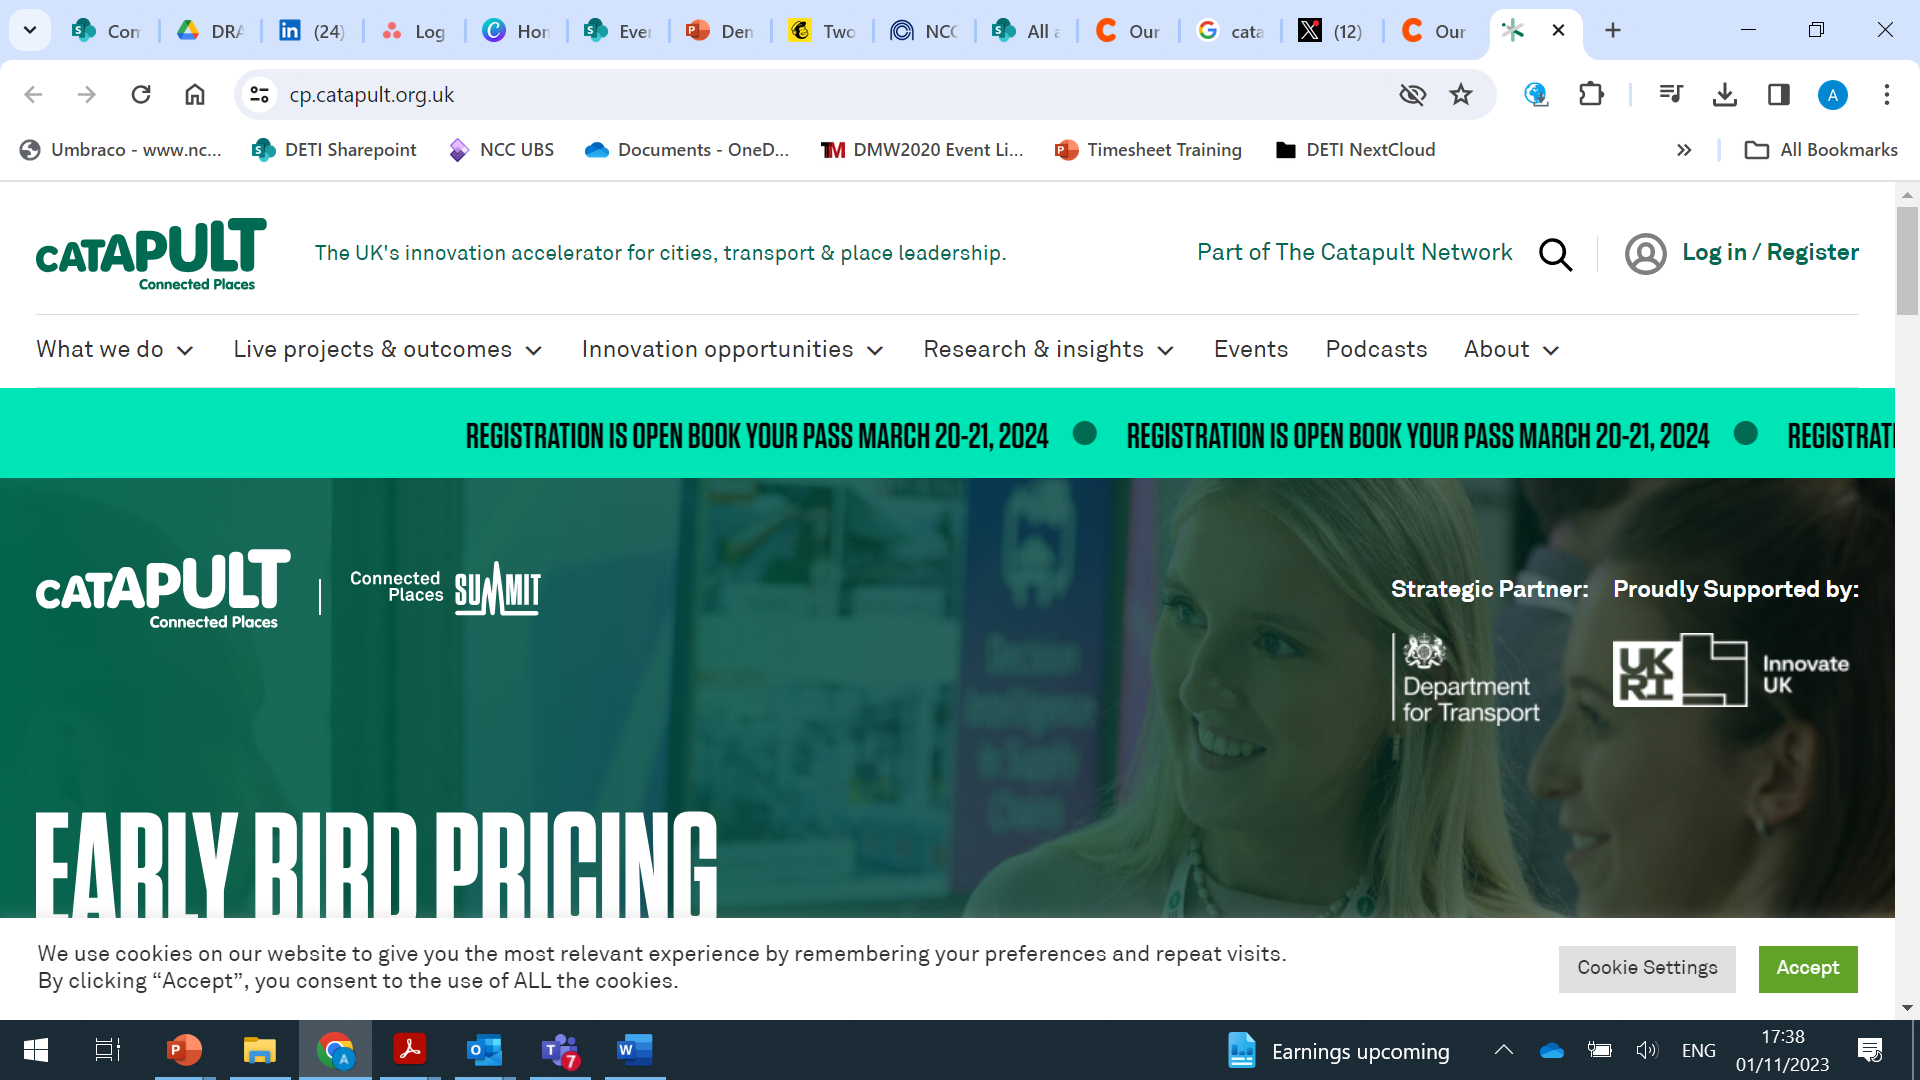 Con
DRA
(24)
Log
Hon
Ever
Den
Two
NCC
All a
Our
cata
(12)
Our
cp.catapult.org.uk
A
Umbraco - www.nc...
DETI Sharepoint
NCC UBS
Documents - OneD...
DMW2020 Event Li...
Timesheet Training
DETI NextCloud
All Bookmarks
CATAPULT
Connected Places
The UK's innovation accelerator for cities, transport & place leadership.
Part of The Catapult Network
Log in / Register
What we do
Live projects & outcomes
Innovation opportunities
Research & insights
Events
Podcasts
About
REGISTRATION IS OPEN BOOK YOUR PASS MARCH 20-21, 2024 ● REGISTRATION IS OPEN BOOK YOUR PASS MARCH 20-21, 2024 ● REGISTRATI
CATAPULT
Connected Places
Connected
Places
SUMMIT
Strategic Partner:
Proudly Supported by:
Department
for Transport
UK
RI
Innovate
UK
Decision
Intelligence
in Supply
Chains
EARLY BIRD PRICING
We use cookies on our website to give you the most relevant experience by remembering your preferences and repeat visits.
By clicking “Accept”, you consent to the use of ALL the cookies.
Cookie Settings
Accept
Earnings upcoming
ENG
17:38
01/11/2023